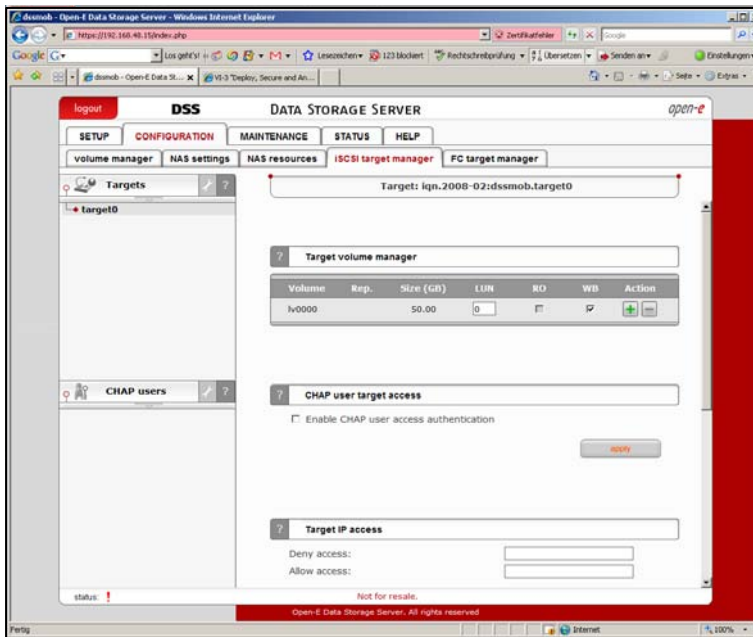 dssmob - Open-E Data Storage Server - Windows Internet Explorer
https://192.168.40.15/index.php
Zertifikatfehler
Google
Google
Los geht's!
Lesezeichen
123 blockiert
Rechtschreibprüfung
Übersetzen
Senden an
Einstellungen
dssmob - Open-E Data St...
VI-3 "Deploy, Secure and An...
Seite
Extras
logout
DSS
DATA STORAGE SERVER
open-e
SETUP
CONFIGURATION
MAINTENANCE
STATUS
HELP
volume manager
NAS settings
NAS resources
iSCSI target manager
FC target manager
Targets
?
Target: iqn.2008-02:dssmob.target0
target0
? Target volume manager
Volume Rep. Size (GB) LUN RO WB Action
lv0000 50.00 0 + -
CHAP users
?
? CHAP user target access
Enable CHAP user access authentication
apply
? Target IP access
Deny access:
Allow access:
status: !
Not for resale.
Open-E Data Storage Server. All rights reserved
Fertig
Internet
100%